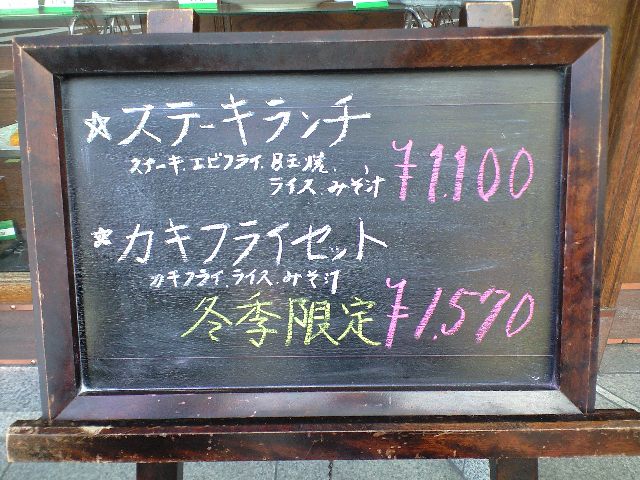 ☆ステーキランチ
ステーキ、エビフライ、目玉焼、
ライス、みそ汁 ¥1,100
☆カキフライセット
カキフライ、ライス、みそ汁
冬季限定 ¥1,570